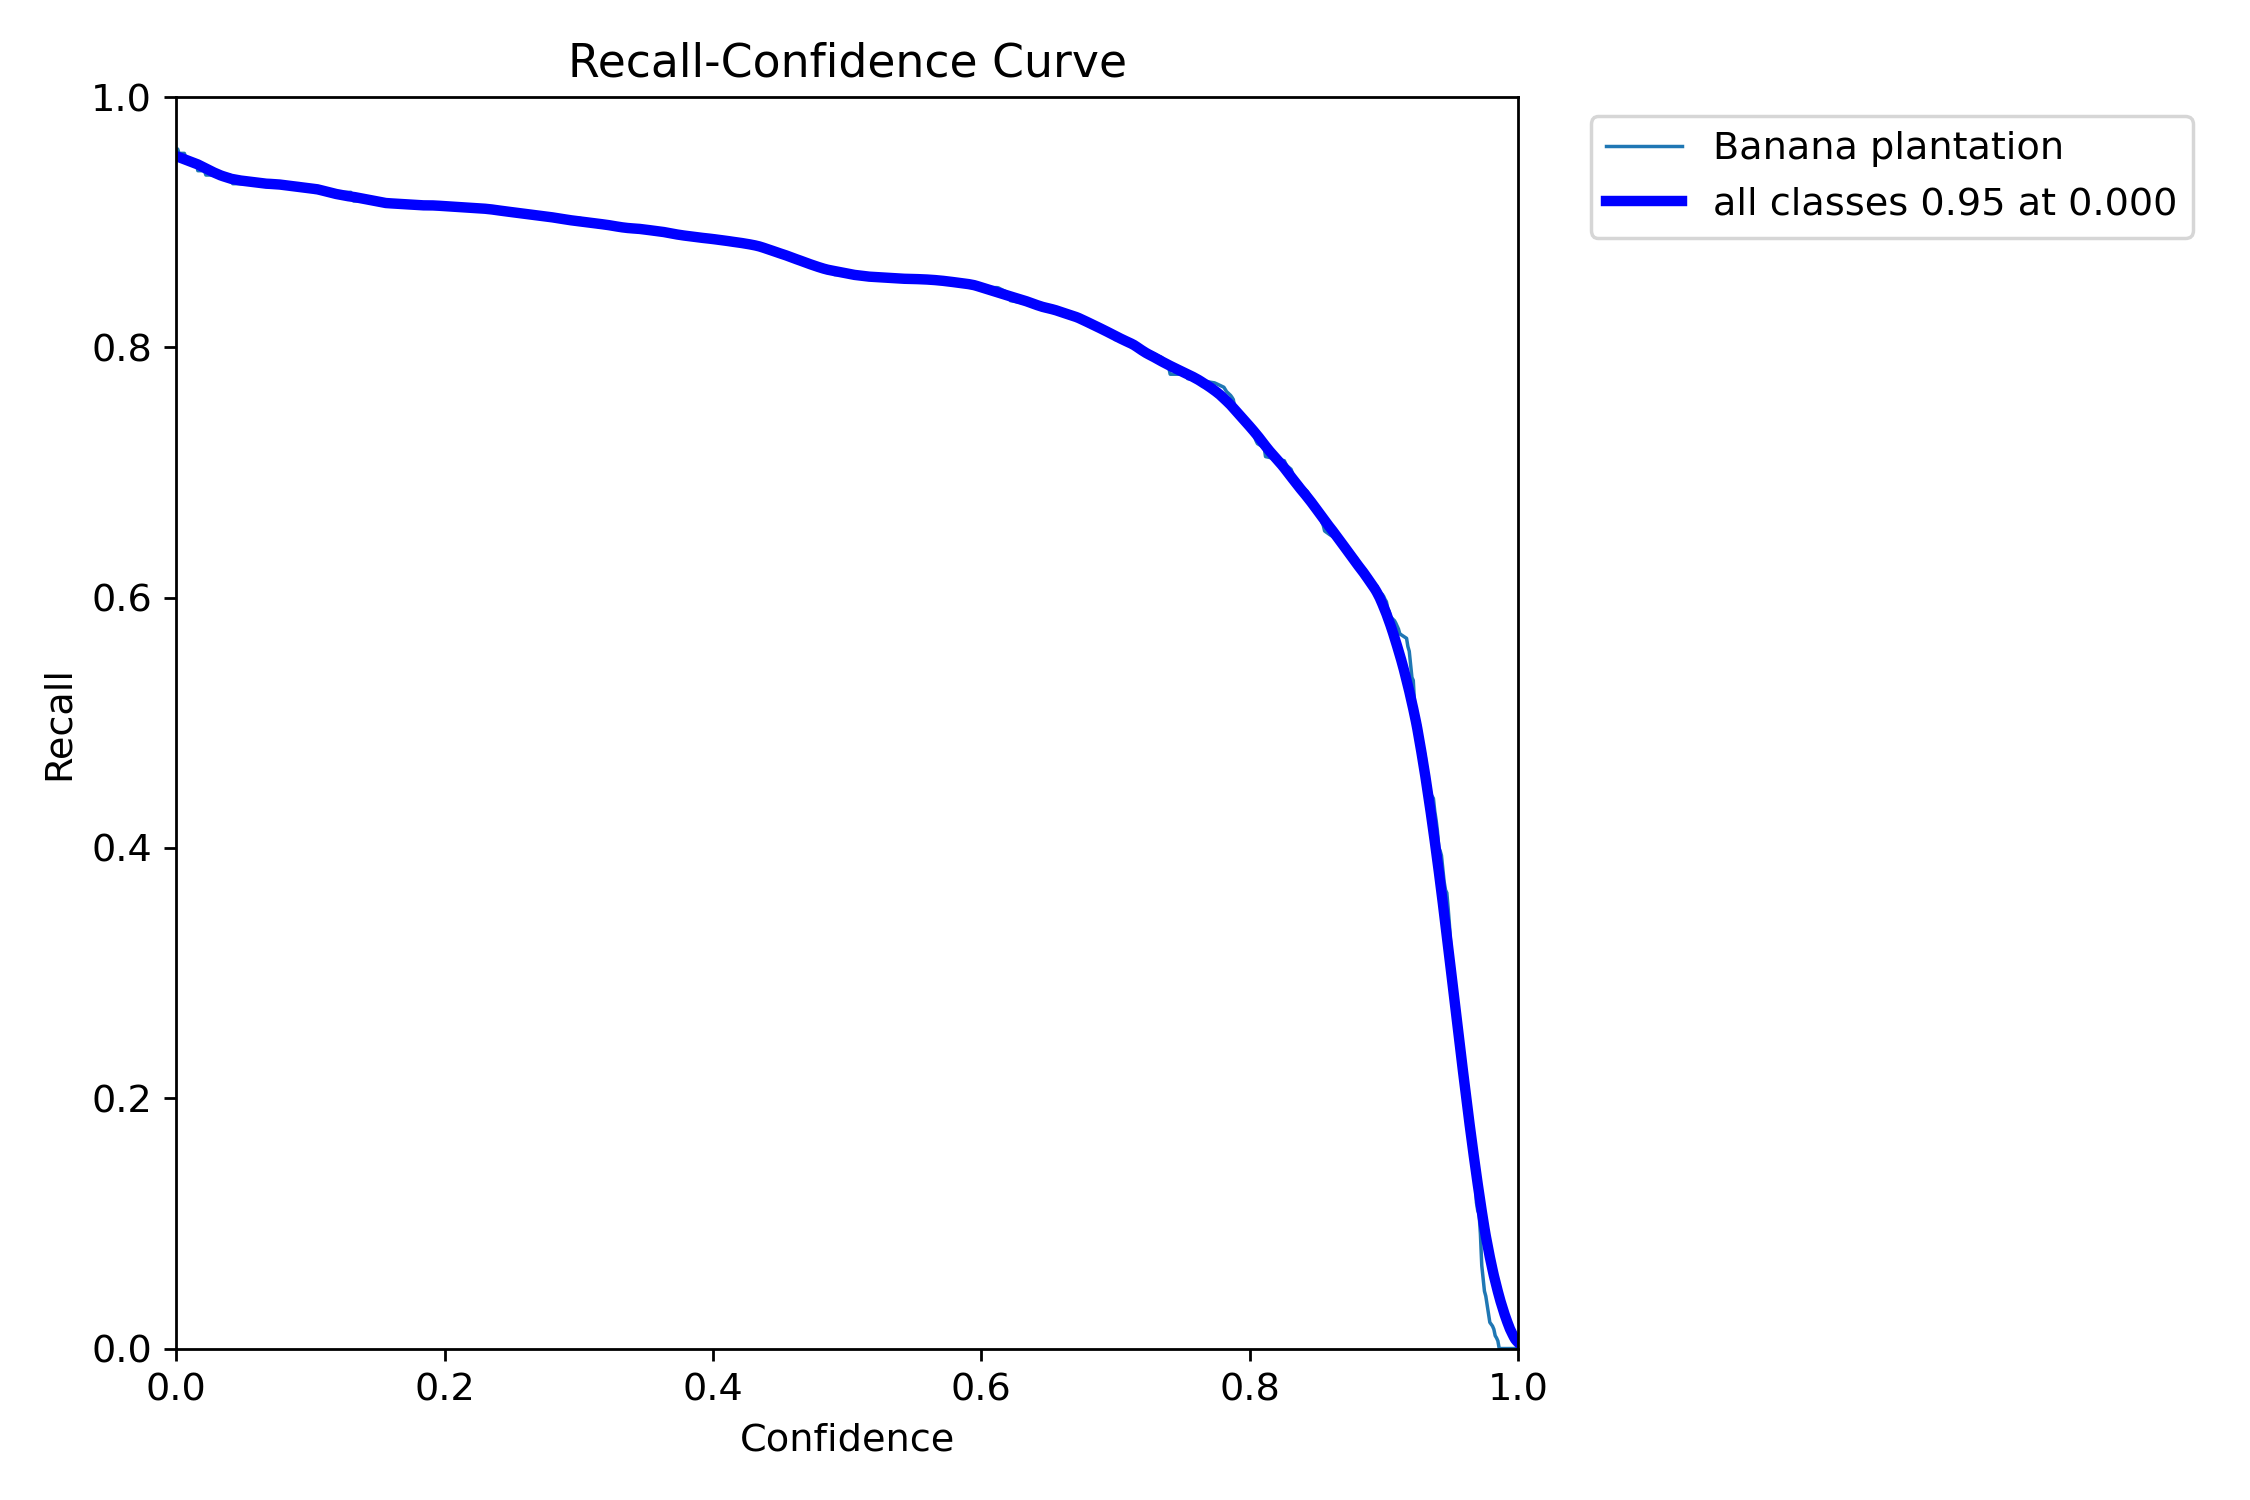 Recall-Confidence Curve
Banana plantation
all classes 0.95 at 0.000
Recall
1.0
0.8
0.6
0.4
0.2
0.0
0.0 0.2 0.4 0.6 0.8 1.0
Confidence